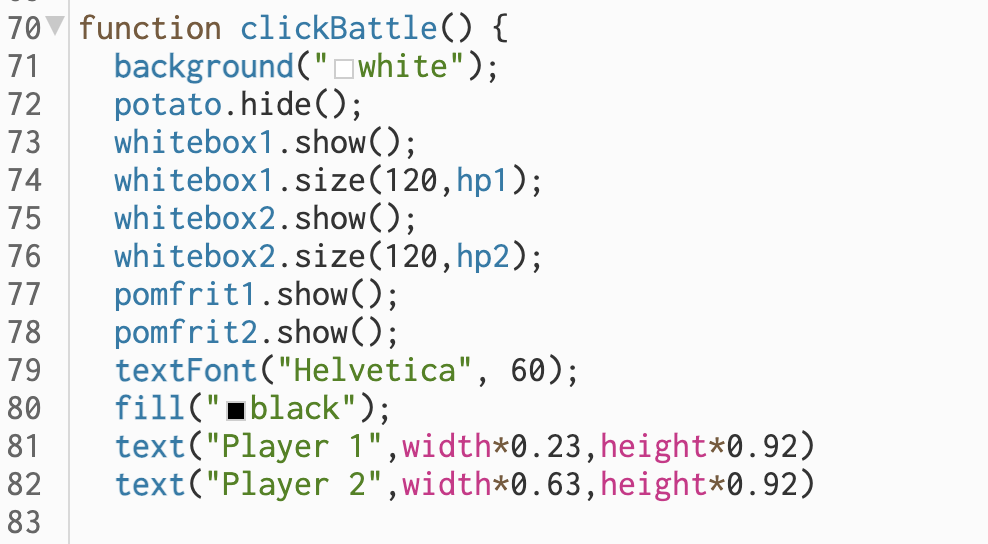 70 function clickBattle() {
71 background("white");
72 potato.hide();
73 whitebox1.show();
74 whitebox1.size(120,hp1);
75 whitebox2.show();
76 whitebox2.size(120,hp2);
77 pomfrit1.show();
78 pomfrit2.show();
79 textFont("Helvetica", 60);
80 fill("black");
81 text("Player 1",width*0.23,height*0.92)
82 text("Player 2",width*0.63,height*0.92)
83